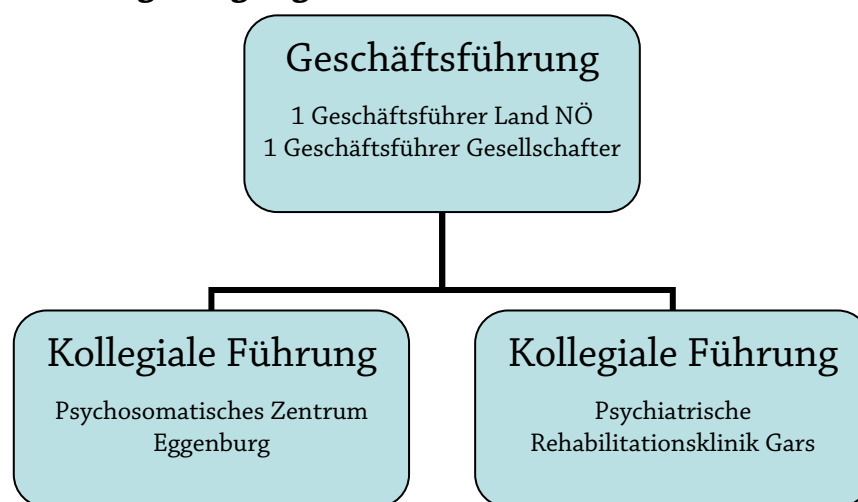 Geschäftsführung
1 Geschäftsführer Land NÖ
1 Geschäftsführer Gesellschafter
Kollegiale Führung
Psychosomatisches Zentrum
Eggenburg
Kollegiale Führung
Psychiatrische
Rehabilitationsklinik Gars